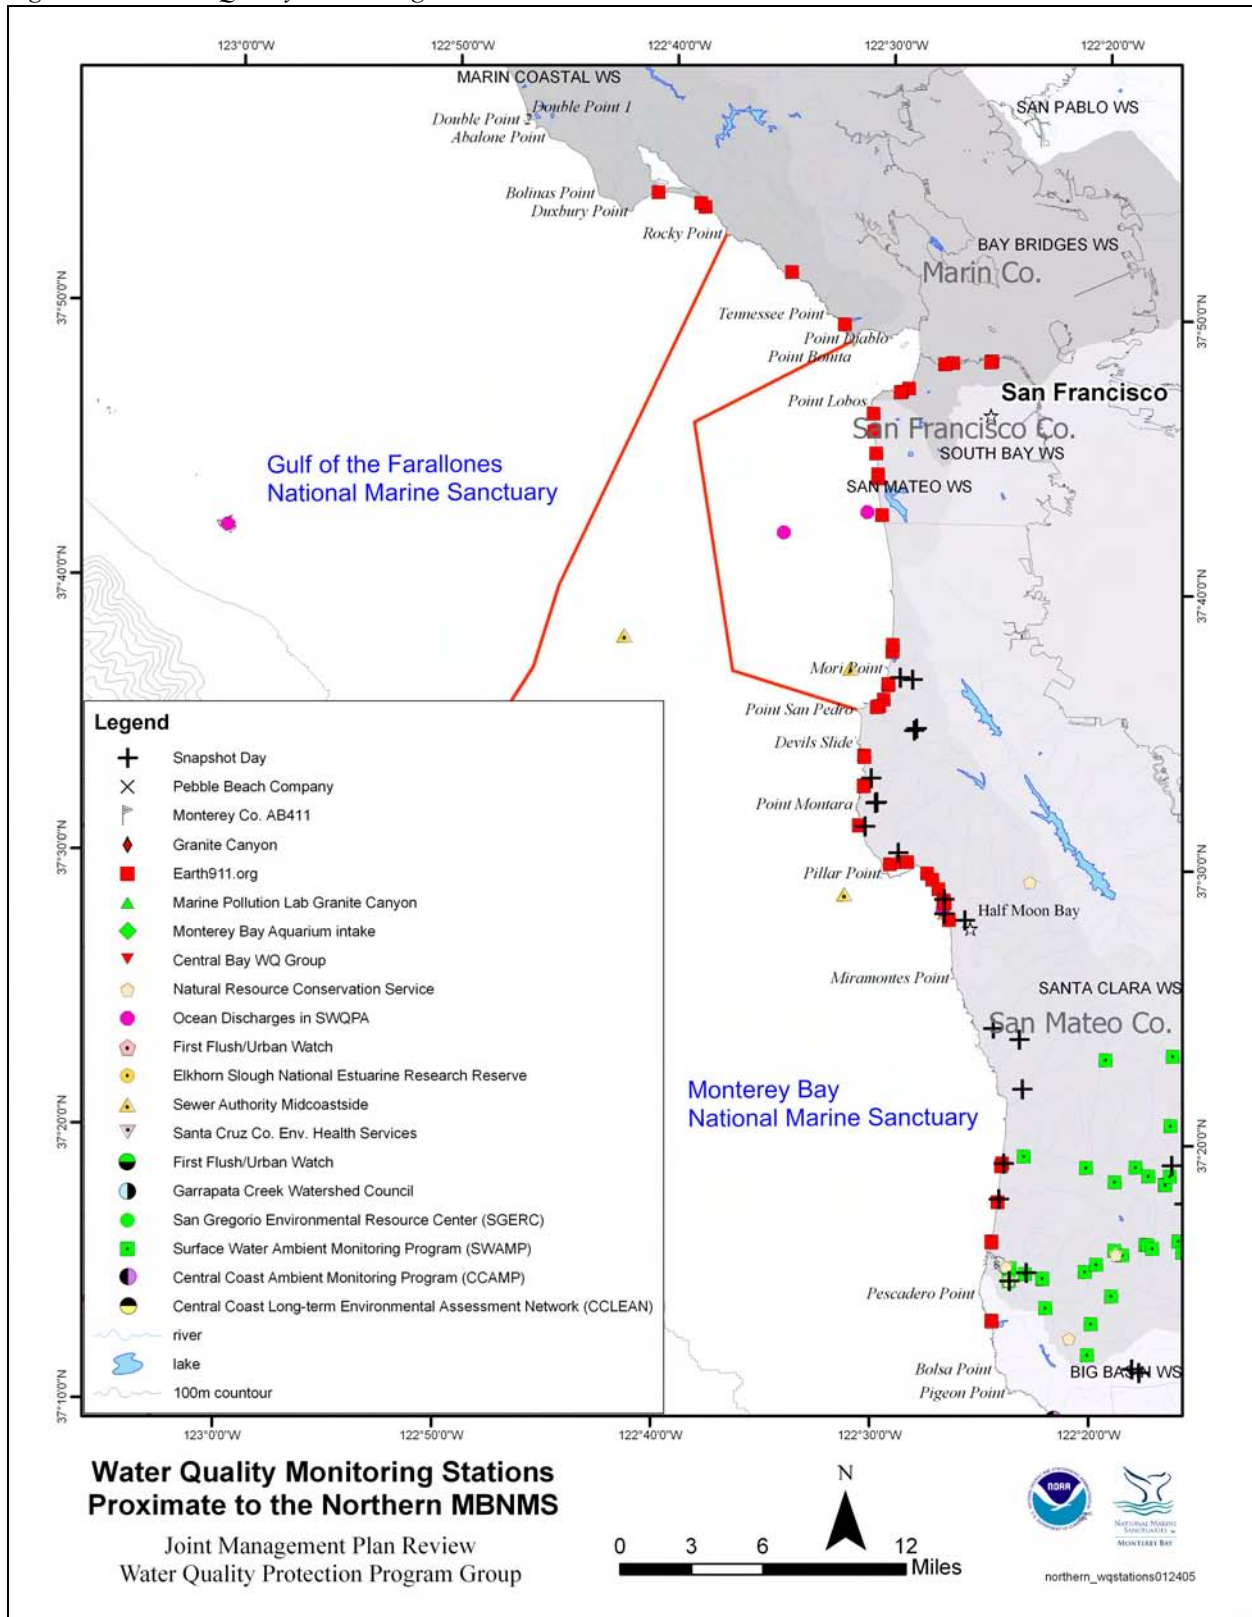 123°0'0"W 122°50'0"W 122°40'0"W 122°30'0"W 122°20'0"W
MARIN COASTAL WS
SAN PABLO WS
Double Point 1
Double Point 2
Abalone Point
Bolinas Point
Duxbury Point
Rocky Point
BAY BRIDGES WS
Marin Co.
37°50'0"N
37°50'0"N
Tennessee Point
Point Diablo
Point Bonita
San Francisco
Point Lobos
San Francisco Co.
SOUTH BAY WS
Gulf of the Farallones
National Marine Sanctuary
SAN MATEO WS
37°40'0"N
37°40'0"N
Mori Point
Point San Pedro
Devils Slide
Point Montara
37°30'0"N
37°30'0"N
Pillar Point
Half Moon Bay
Miramontes Point
SANTA CLARA WS
San Mateo Co.
Monterey Bay
National Marine Sanctuary
37°20'0"N
37°20'0"N
Pescadero Point
Bolsa Point
BIG BASIN WS
Pigeon Point
37°10'0"N
Legend
Snapshot Day
Pebble Beach Company
Monterey Co. AB411
Granite Canyon
Earth911.org
Marine Pollution Lab Granite Canyon
Monterey Bay Aquarium intake
Central Bay WQ Group
Natural Resource Conservation Service
Ocean Discharges in SWQPA
First Flush/Urban Watch
Elkhorn Slough National Estuarine Research Reserve
Sewer Authority Midcoastside
Santa Cruz Co. Env. Health Services
First Flush/Urban Watch
Garrapata Creek Watershed Council
San Gregorio Environmental Resource Center (SGERC)
Surface Water Ambient Monitoring Program (SWAMP)
Central Coast Ambient Monitoring Program (CCAMP)
Central Coast Long-term Environmental Assessment Network (CCLEAN)
river
lake
100m countour
123°0'0"W 122°50'0"W 122°40'0"W 122°30'0"W 122°20'0"W
Water Quality Monitoring Stations
Proximate to the Northern MBNMS
Joint Management Plan Review
Water Quality Protection Program Group
N
0 3 6 12
Miles
NOAA
NATIONAL MARINE
SANCTUARIES
MONTEREY BAY
northern_wqstations012405